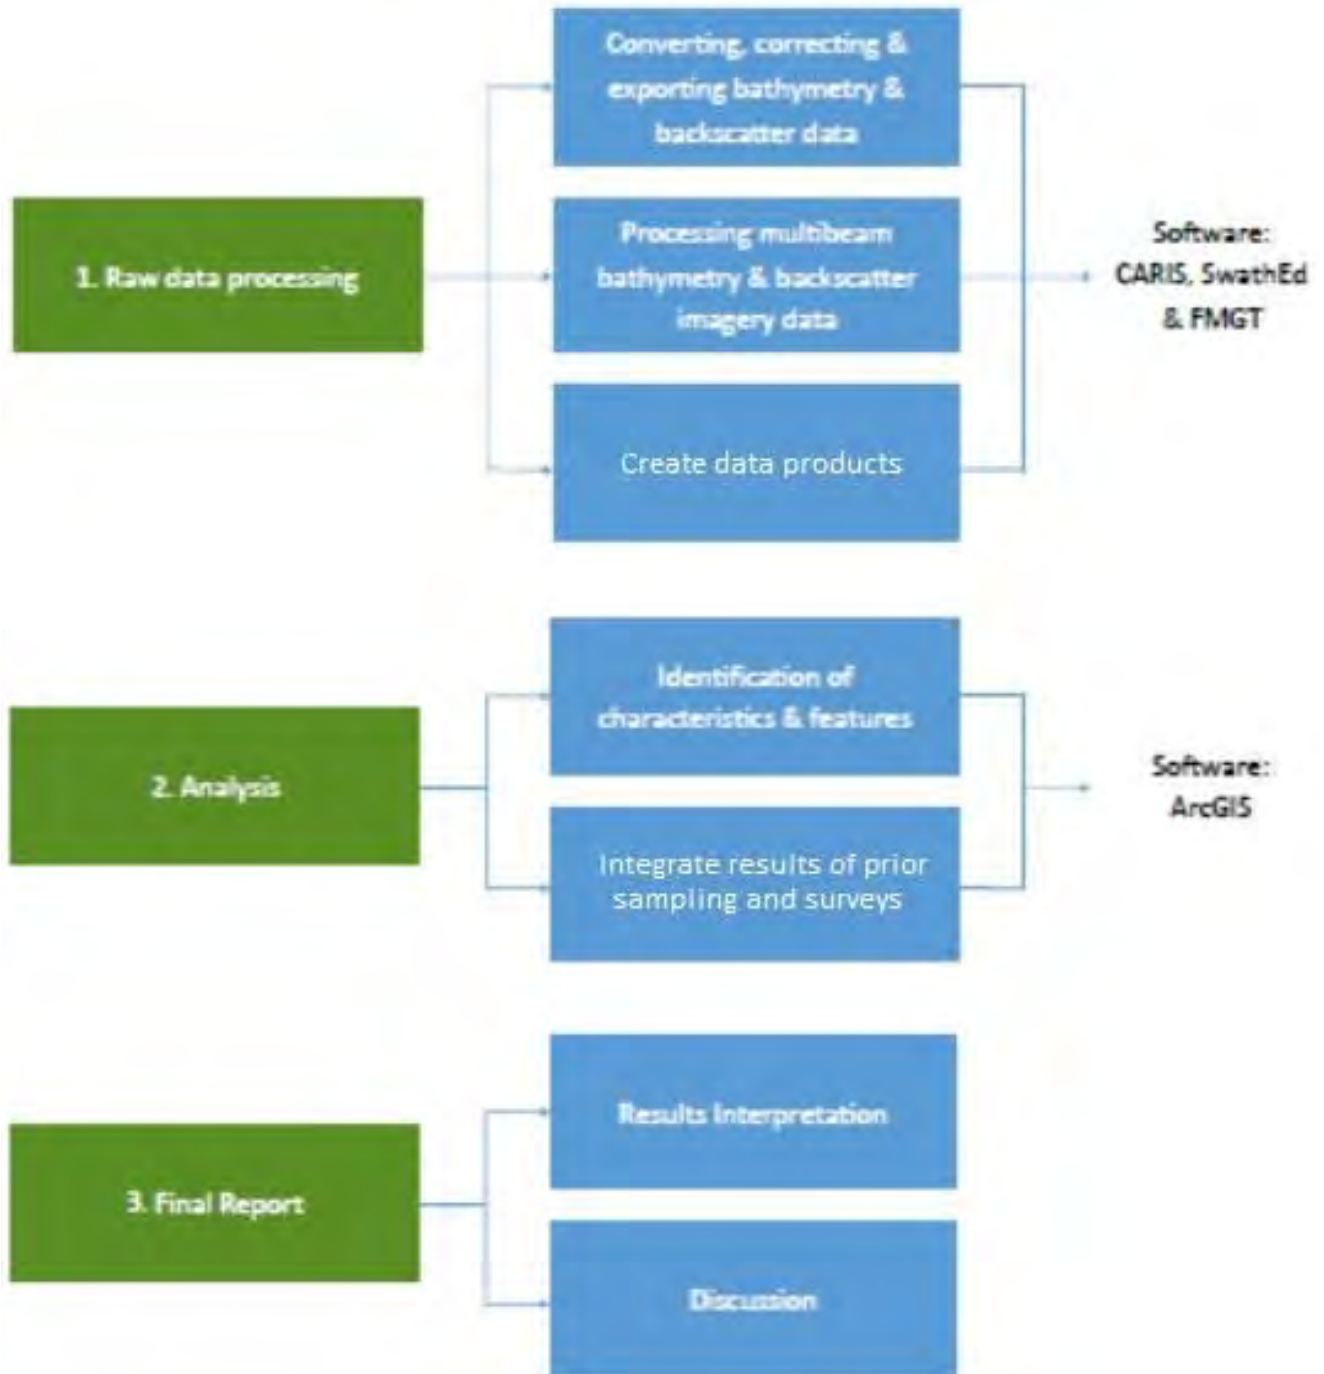 Converting, correcting &
exporting bathymetry &
backscatter data
1. Raw data processing
Processing multibeam
bathymetry & backscatter
imagery data
Create data products
Software:
CARIS, SwathEd
& FMGT
2. Analysis
Identification of
characteristics & features
Integrate results of prior
sampling and surveys
Software:
ArcGIS
3. Final Report
Results Interpretation
Discussion